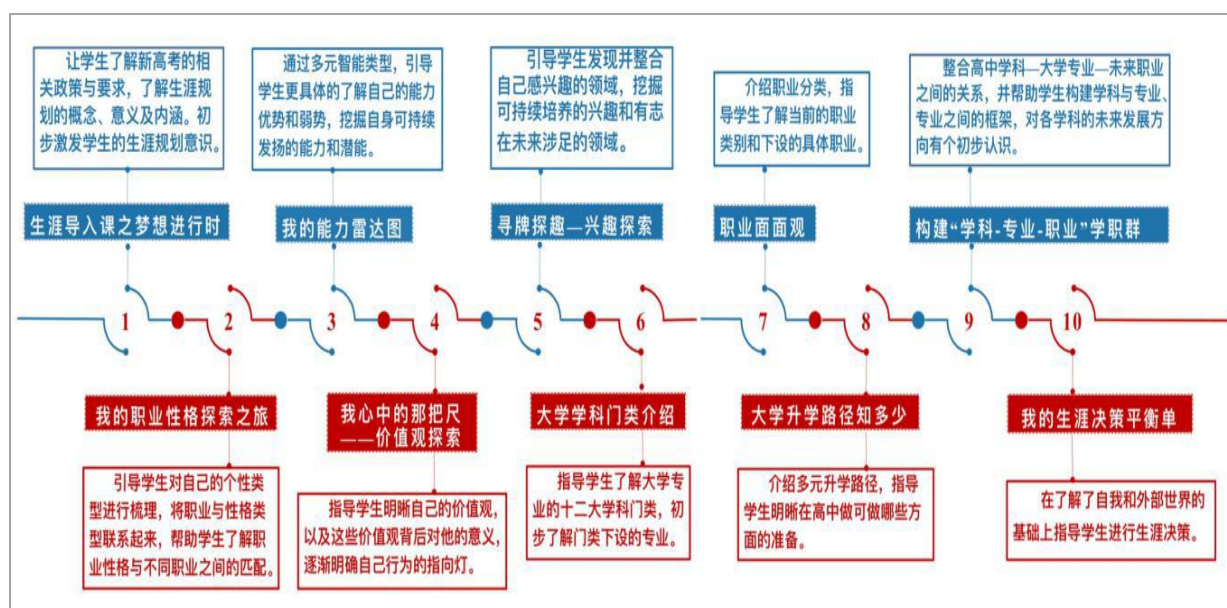 让学生了解新高考的相
关政策与要求，了解生涯规
划的概念、意义及内涵。初
步激发学生的生涯规划意识。
通过多元智能类型，引导
学生更具体的了解自己的能力
优势和弱势，挖掘自身可持续
发扬的能力和潜能。
引导学生发现并整合
自己感兴趣的领域，挖掘
可持续培养的兴趣和有志
在未来涉足的领域。
介绍职业分类，指
导学生了解当前的职业
类别和下设的具体职业。
整合高中学科—大学专业—未来职业
之间的关系，并帮助学生构建学科与专业、
专业之间的框架，对各学科的未来发展方
向有个初步认识。
生涯导入课之梦想进行时
我的能力雷达图
寻牌探趣—兴趣探索
职业面面观
构建“学科-专业-职业”学职群
1
2
3
4
5
6
7
8
9
10
我的职业性格探索之旅
我心中的那把尺
——价值观探索
大学学科门类介绍
大学升学路径知多少
我的生涯决策平衡单
引导学生对自己的个性类
型进行梳理，将职业与性格类
型联系起来，帮助学生了解职
业性格与不同职业之间的匹配。
指导学生明晰自己的价值观，
以及这些价值观背后对他的意义，
逐渐明确自己行为的指向灯。
指导学生了解大学专
业的十二大学科门类，初
步了解门类下设的专业。
介绍多元升学路径，指导
学生明晰在高中做可做哪些方
面的准备。
在了解了自我和外部世界的
基础上指导学生进行生涯决策。